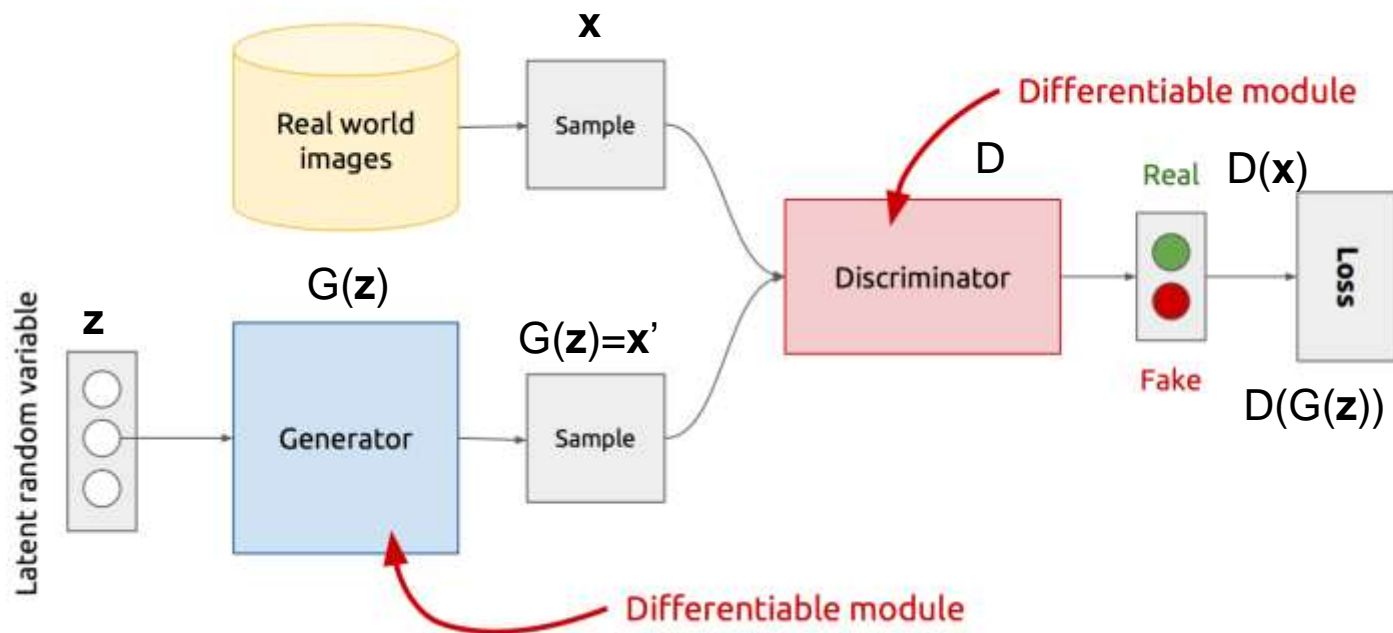 x
Real world
images
Sample
Differentiable module
D
Real
D(x)
Discriminator
Loss
Fake
D(G(z))
Latent random variable
z
G(z)
Generator
G(z)=x’
Sample
Differentiable module